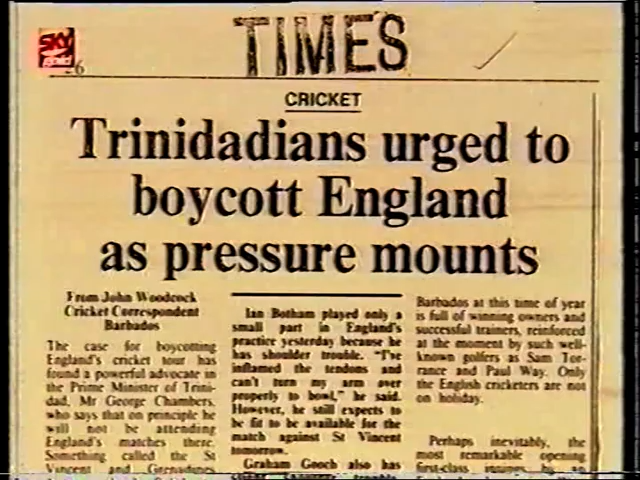 SKY
Gold
26
TIMES
CRICKET
Trinidadians urged to
boycott England
as pressure mounts
From John Woodcock
Cricket Correspondent
Barbados
The case for boycotting
England's cricket tour has
found a powerful advocate in
the Prime Minister of Trini-
dad, Mr George Chambers,
who says that on principle he
will not be attending
England's matches there.
Something called the St
Vincent and Grenadines
Ian Botham played only a
small part in England's
practice yesterday because he
has shoulder trouble. "I've
inflamed the tendons and
can't turn my arm over
properly to bowl," he said.
However, he still expects to
be fit to be available for the
match against St Vincent
tomorrow.
Graham Gooch also has
Barbados at this time of year
is full of winning owners and
successful trainers, reinforced
at the moment by such well-
known golfers as Sam Tor-
rance and Paul Way. Only
the English cricketers are not
on holiday.
Perhaps inevitably, the
most remarkable opening
first-class innings by an